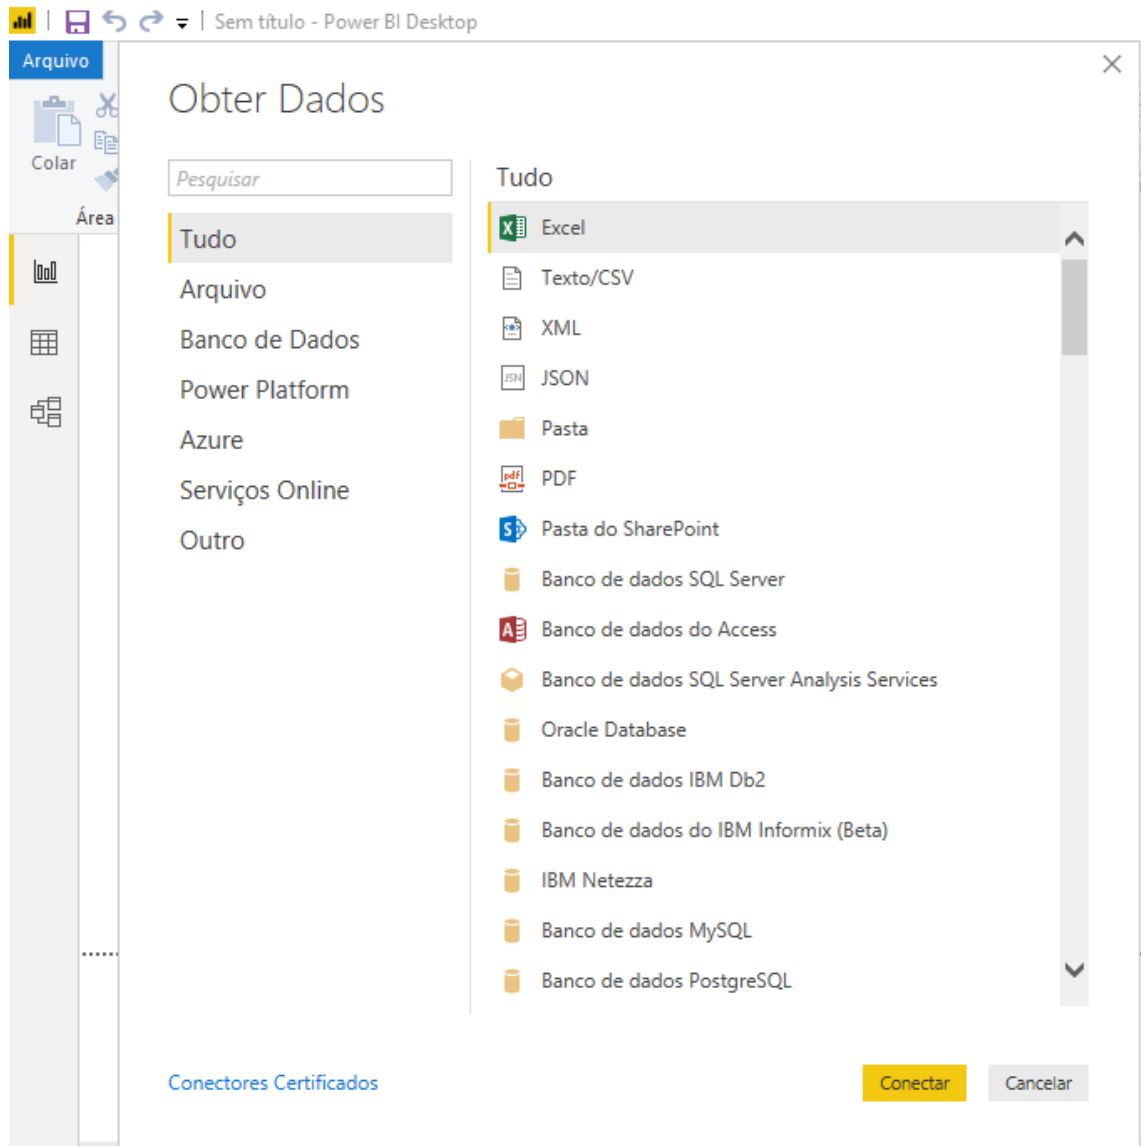 Sem título - Power BI Desktop
Arquivo
Colar
Área
Obter Dados
Pesquisar
Tudo
Arquivo
Banco de Dados
Power Platform
Azure
Serviços Online
Outro
Tudo
Excel
Texto/CSV
XML
JSN JSON
Pasta
pdf PDF
Pasta do SharePoint
Banco de dados SQL Server
Banco de dados do Access
Banco de dados SQL Server Analysis Services
Oracle Database
Banco de dados IBM Db2
Banco de dados do IBM Informix (Beta)
IBM Netezza
Banco de dados MySQL
Banco de dados PostgreSQL
Conectores Certificados
Conectar
Cancelar